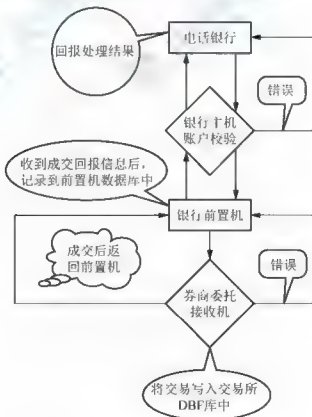 回报处理结果
电话银行
错误
银行主机
账户校验
收到成交回报信息后,
记录到前置机数据库中
银行前置机
成交后返
回前置机
错误
券商委托
接收机
将交易写入交易所
DBF库中